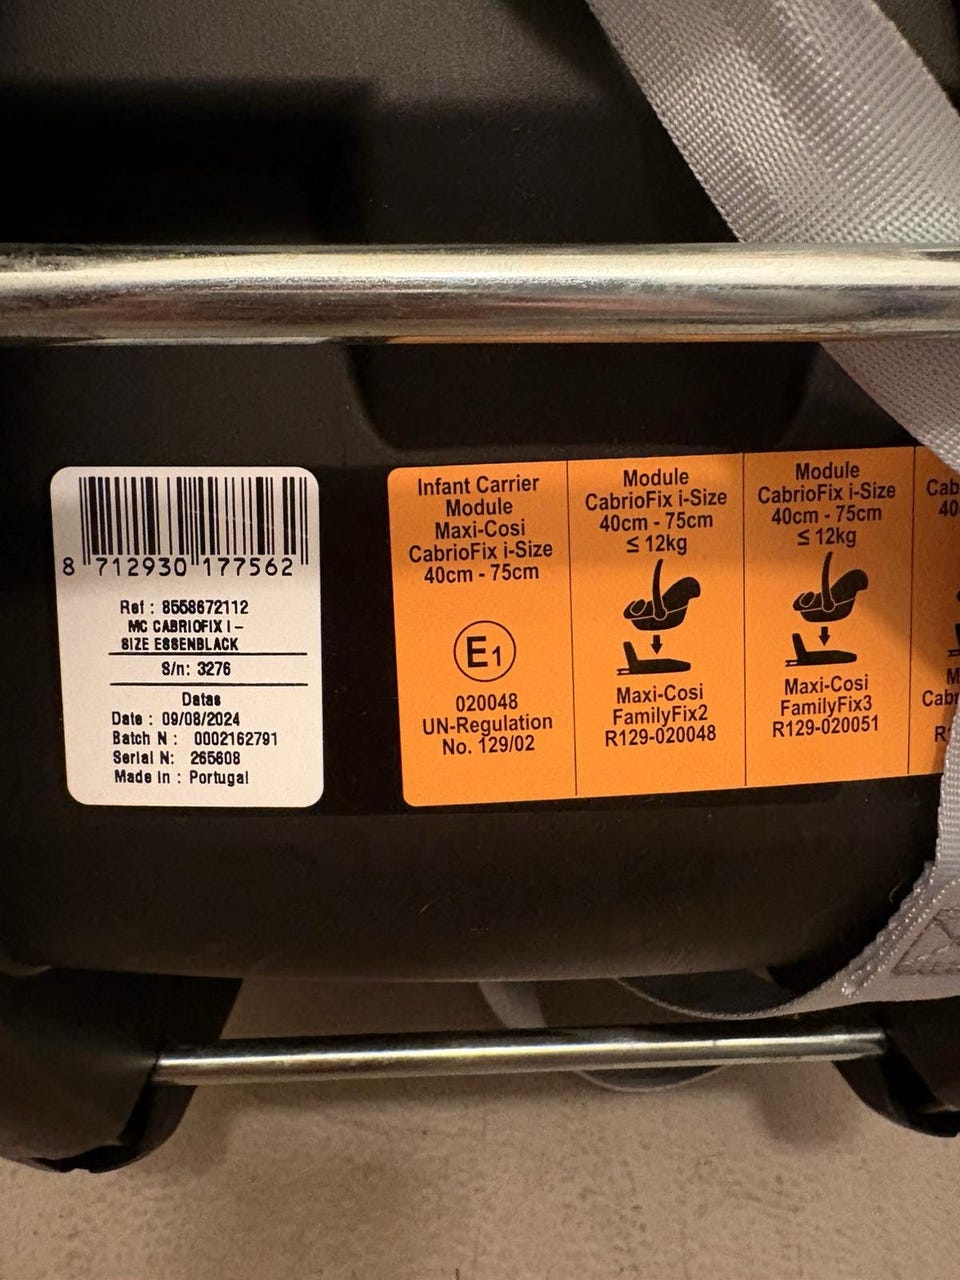 8 712930 177562
Ref : 8558672112
MC CABRIOFIX I -
SIZE ESSENBLACK
S/n: 3276
Datas
Date : 09/08/2024
Batch N : 0002162791
Serial N: 265608
Made in : Portugal
Infant Carrier
Module
Maxi-Cosi
CabrioFix i-Size
40cm - 75cm
E1
020048
UN-Regulation
No. 129/02
Module
CabrioFix i-Size
40cm - 75cm
≤ 12kg
Maxi-Cosi
FamilyFix2
R129-020048
Module
CabrioFix i-Size
40cm - 75cm
≤ 12kg
Maxi-Cosi
FamilyFix3
R129-020051